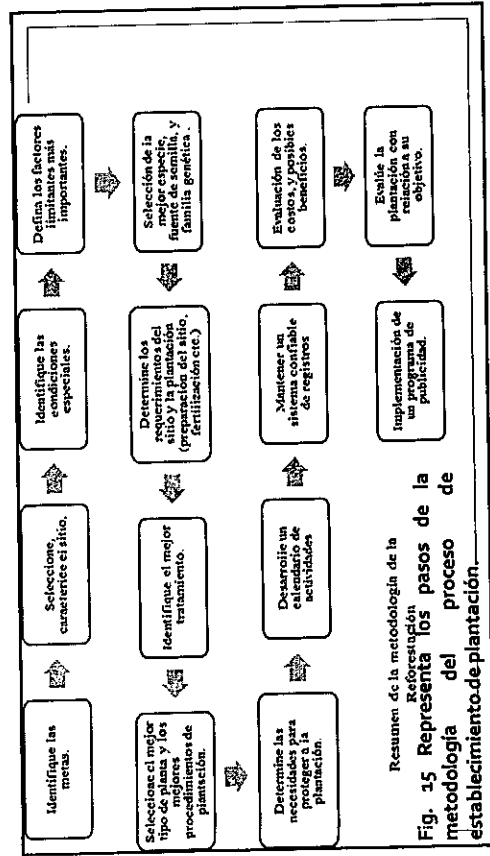 Identifique las
metas.
Seleccione,
caracterice el sitio.
Identifique las
condiciones
especiales.
Defina los factores
limitantes más
importantes.
Selección de la
mejor especie,
fuente de semilla, y
familia genética .
Determine los
requerimientos del
sitio y la plantación
(preparación del sitio,
fertilización etc.)
Identifique el mejor
tratamiento.
Seleccione el mejor
tipo de planta y los
mejores
procedimientos de
plantación.
Determine las
necesidades para
proteger a la
plantación.
Desarrolle un
calendario de
actividades
Mantener un
sistema confiable
de registros
Evaluación de los
costos, y posibles
beneficios.
Evalúe la
plantación con
relación a su
objetivo.
Implementación de
un programa de
publicidad.
Resumen de la metodología de la
Reforestación
Fig. 15 Representa los pasos de la
metodología del proceso de
establecimiento de plantación.